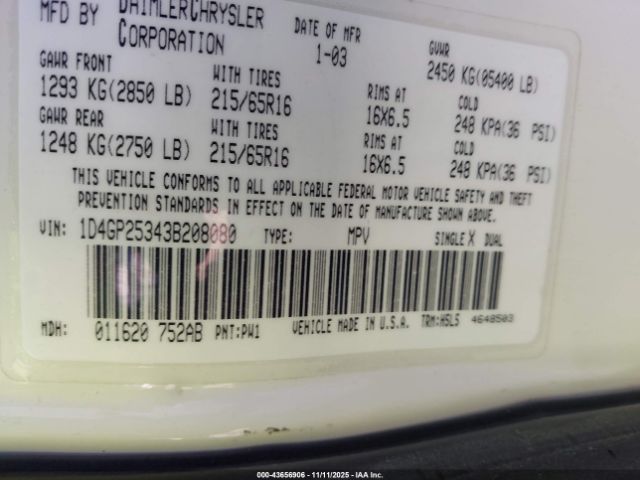 MFD BY DAIMLERCHRYSLER CORPORATION
DATE OF MFR 1-03
GVWR 2450 KG(05400 LB)
GAWR FRONT 1293 KG(2850 LB) WITH TIRES 215/65R16 RIMS AT 16X6.5 COLD 248 KPA(36 PSI)
GAWR REAR 1248 KG(2750 LB) WITH TIRES 215/65R16 RIMS AT 16X6.5 COLD 248 KPA(36 PSI)
THIS VEHICLE CONFORMS TO ALL APPLICABLE FEDERAL MOTOR VEHICLE SAFETY AND THEFT
PREVENTION STANDARDS IN EFFECT ON THE DATE OF MANUFACTURE SHOWN ABOVE.
VIN: 1D4GP25343B208080 TYPE: MPV SINGLE X DUAL
MDH: 011620 752AB PNT:PW1 VEHICLE MADE IN U.S.A. TRM:H5L5 4648503
000-43656906 - 11/11/2025 - IAA Inc.